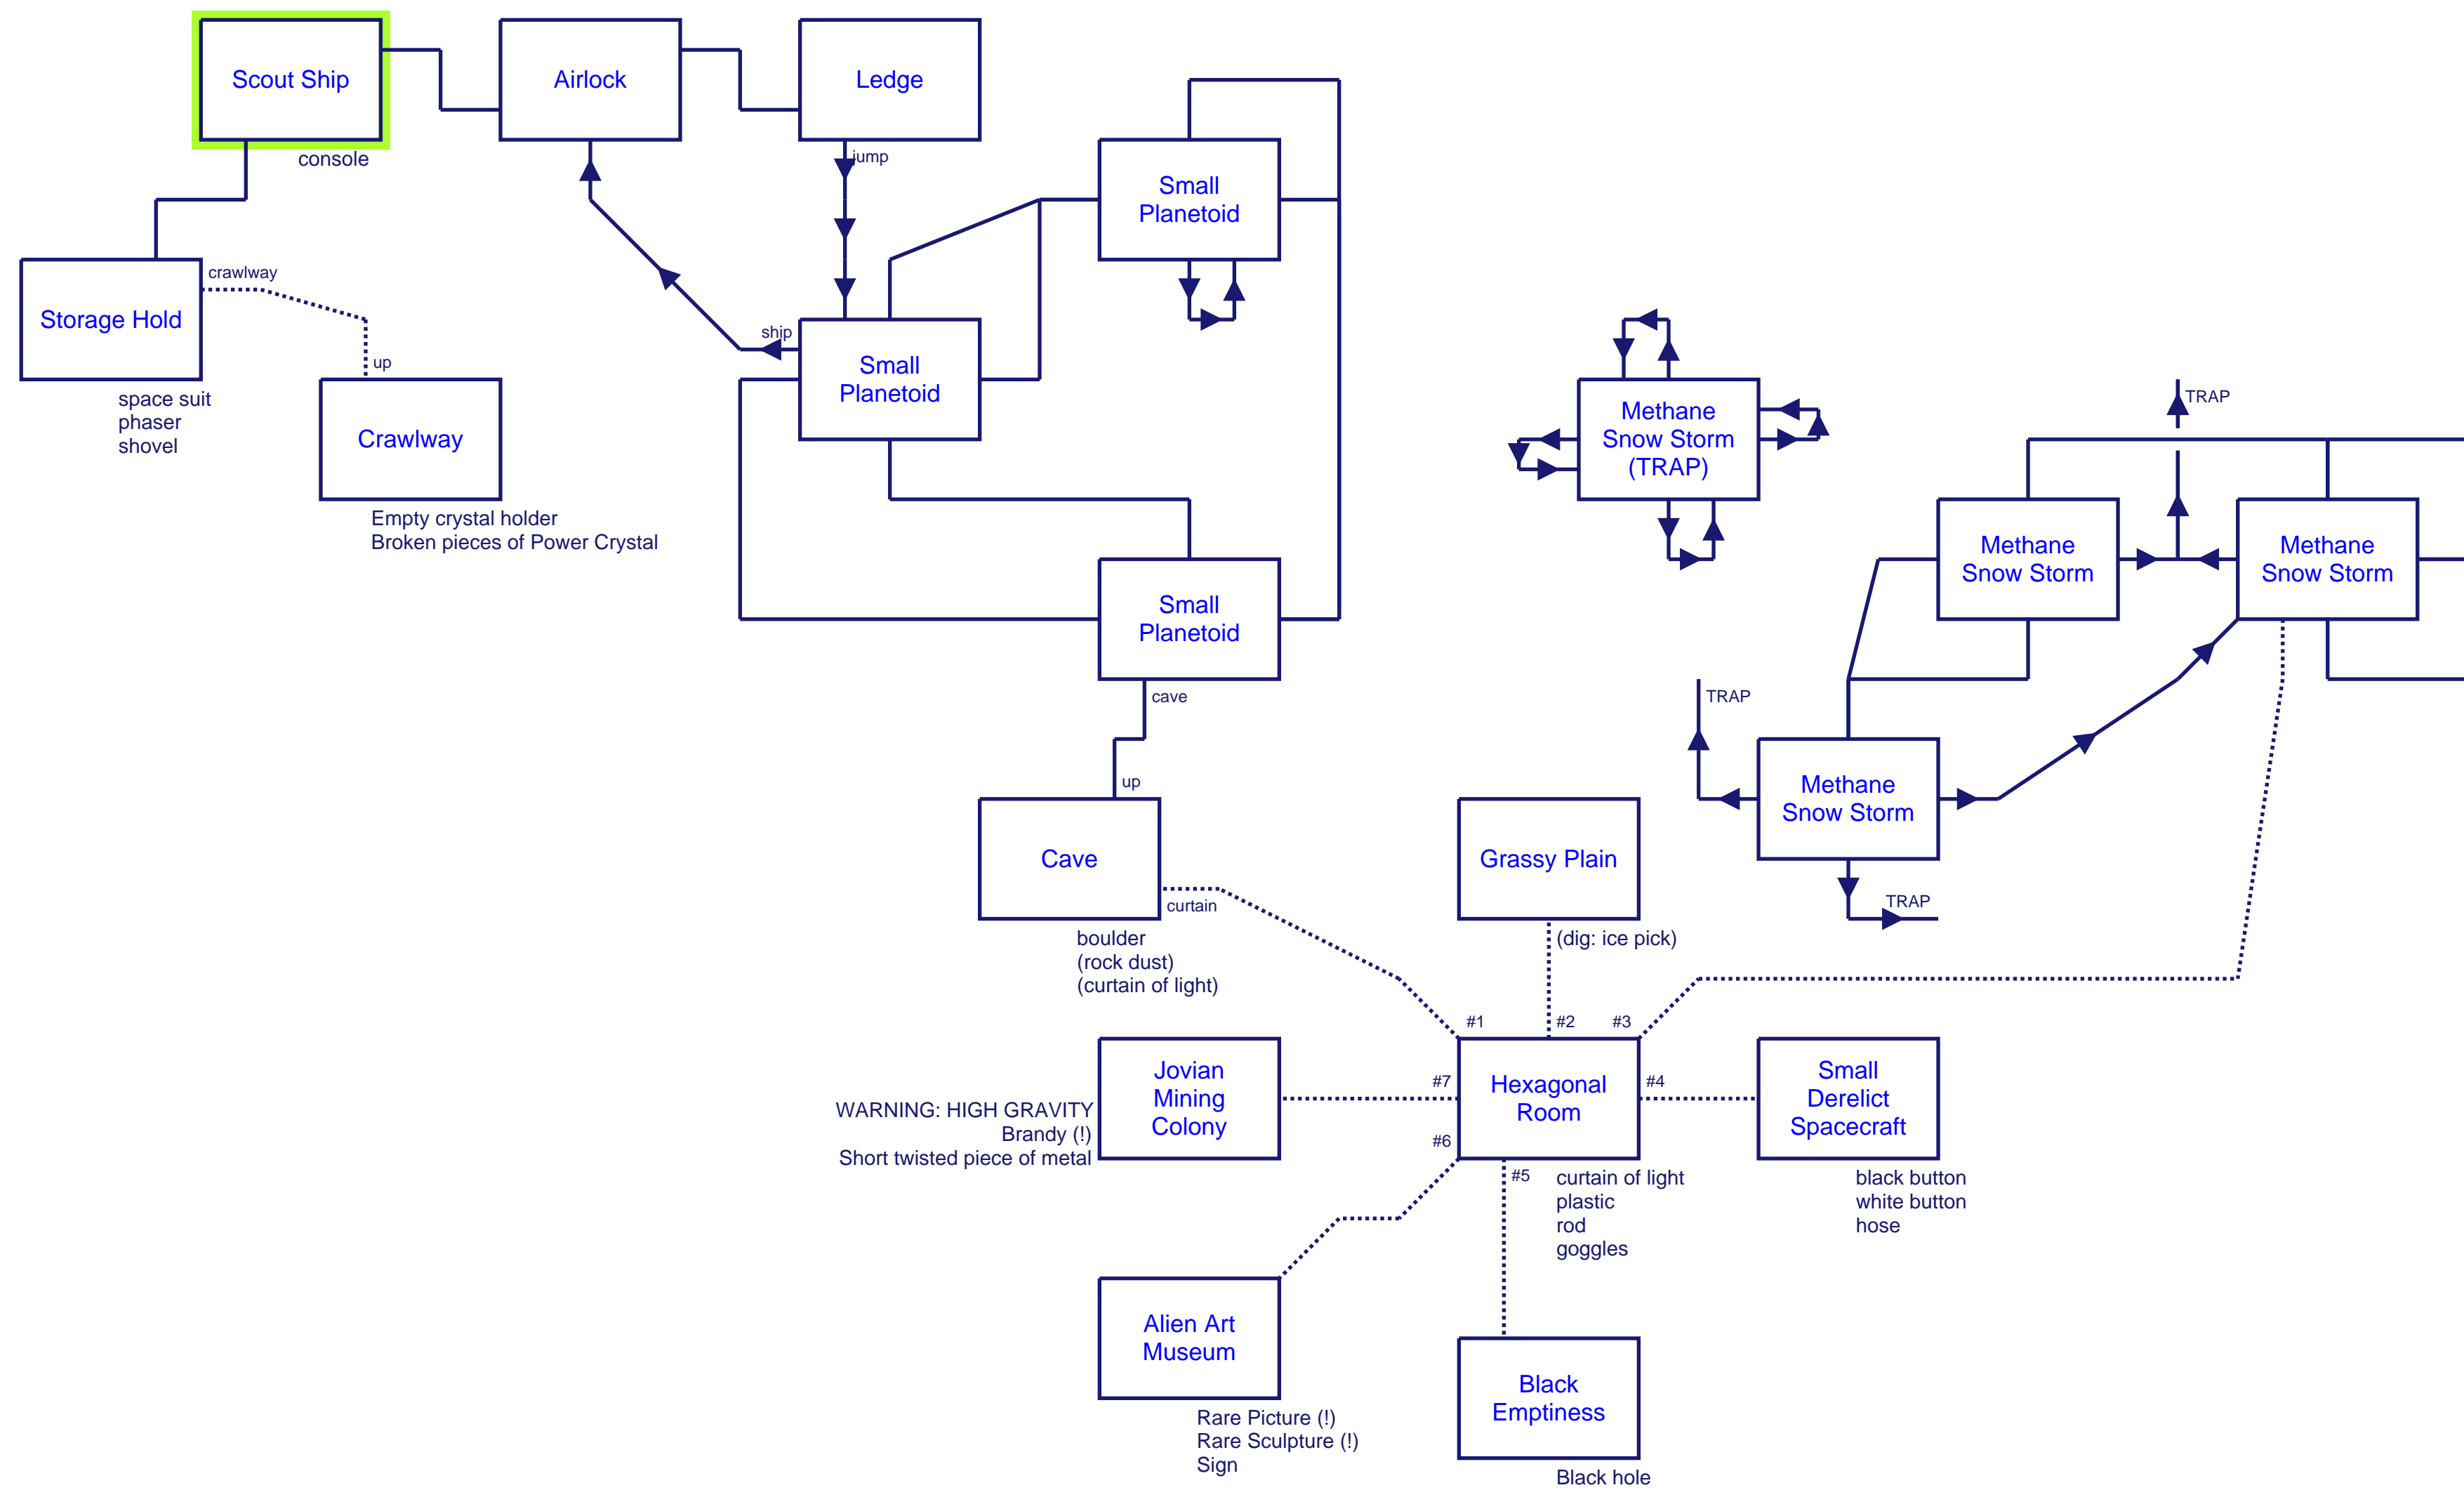 Scout Ship
console
Airlock
Ledge
jump
Small
Planetoid
crawlway
Storage Hold
space suit
phaser
shovel
up
Crawlway
Empty crystal holder
Broken pieces of Power Crystal
ship
Small
Planetoid
Methane
Snow Storm
(TRAP)
TRAP
Methane
Snow Storm
Methane
Snow Storm
Small
Planetoid
cave
up
TRAP
Methane
Snow Storm
TRAP
Cave
curtain
boulder
(rock dust)
(curtain of light)
Grassy Plain
(dig: ice pick)
#1
#2
#3
Jovian
Mining
Colony
WARNING: HIGH GRAVITY
Brandy (!)
Short twisted piece of metal
#7
#6
Hexagonal
Room
#4
#5
curtain of light
plastic
rod
goggles
Small
Derelict
Spacecraft
black button
white button
hose
Alien Art
Museum
Rare Picture (!)
Rare Sculpture (!)
Sign
Black
Emptiness
Black hole